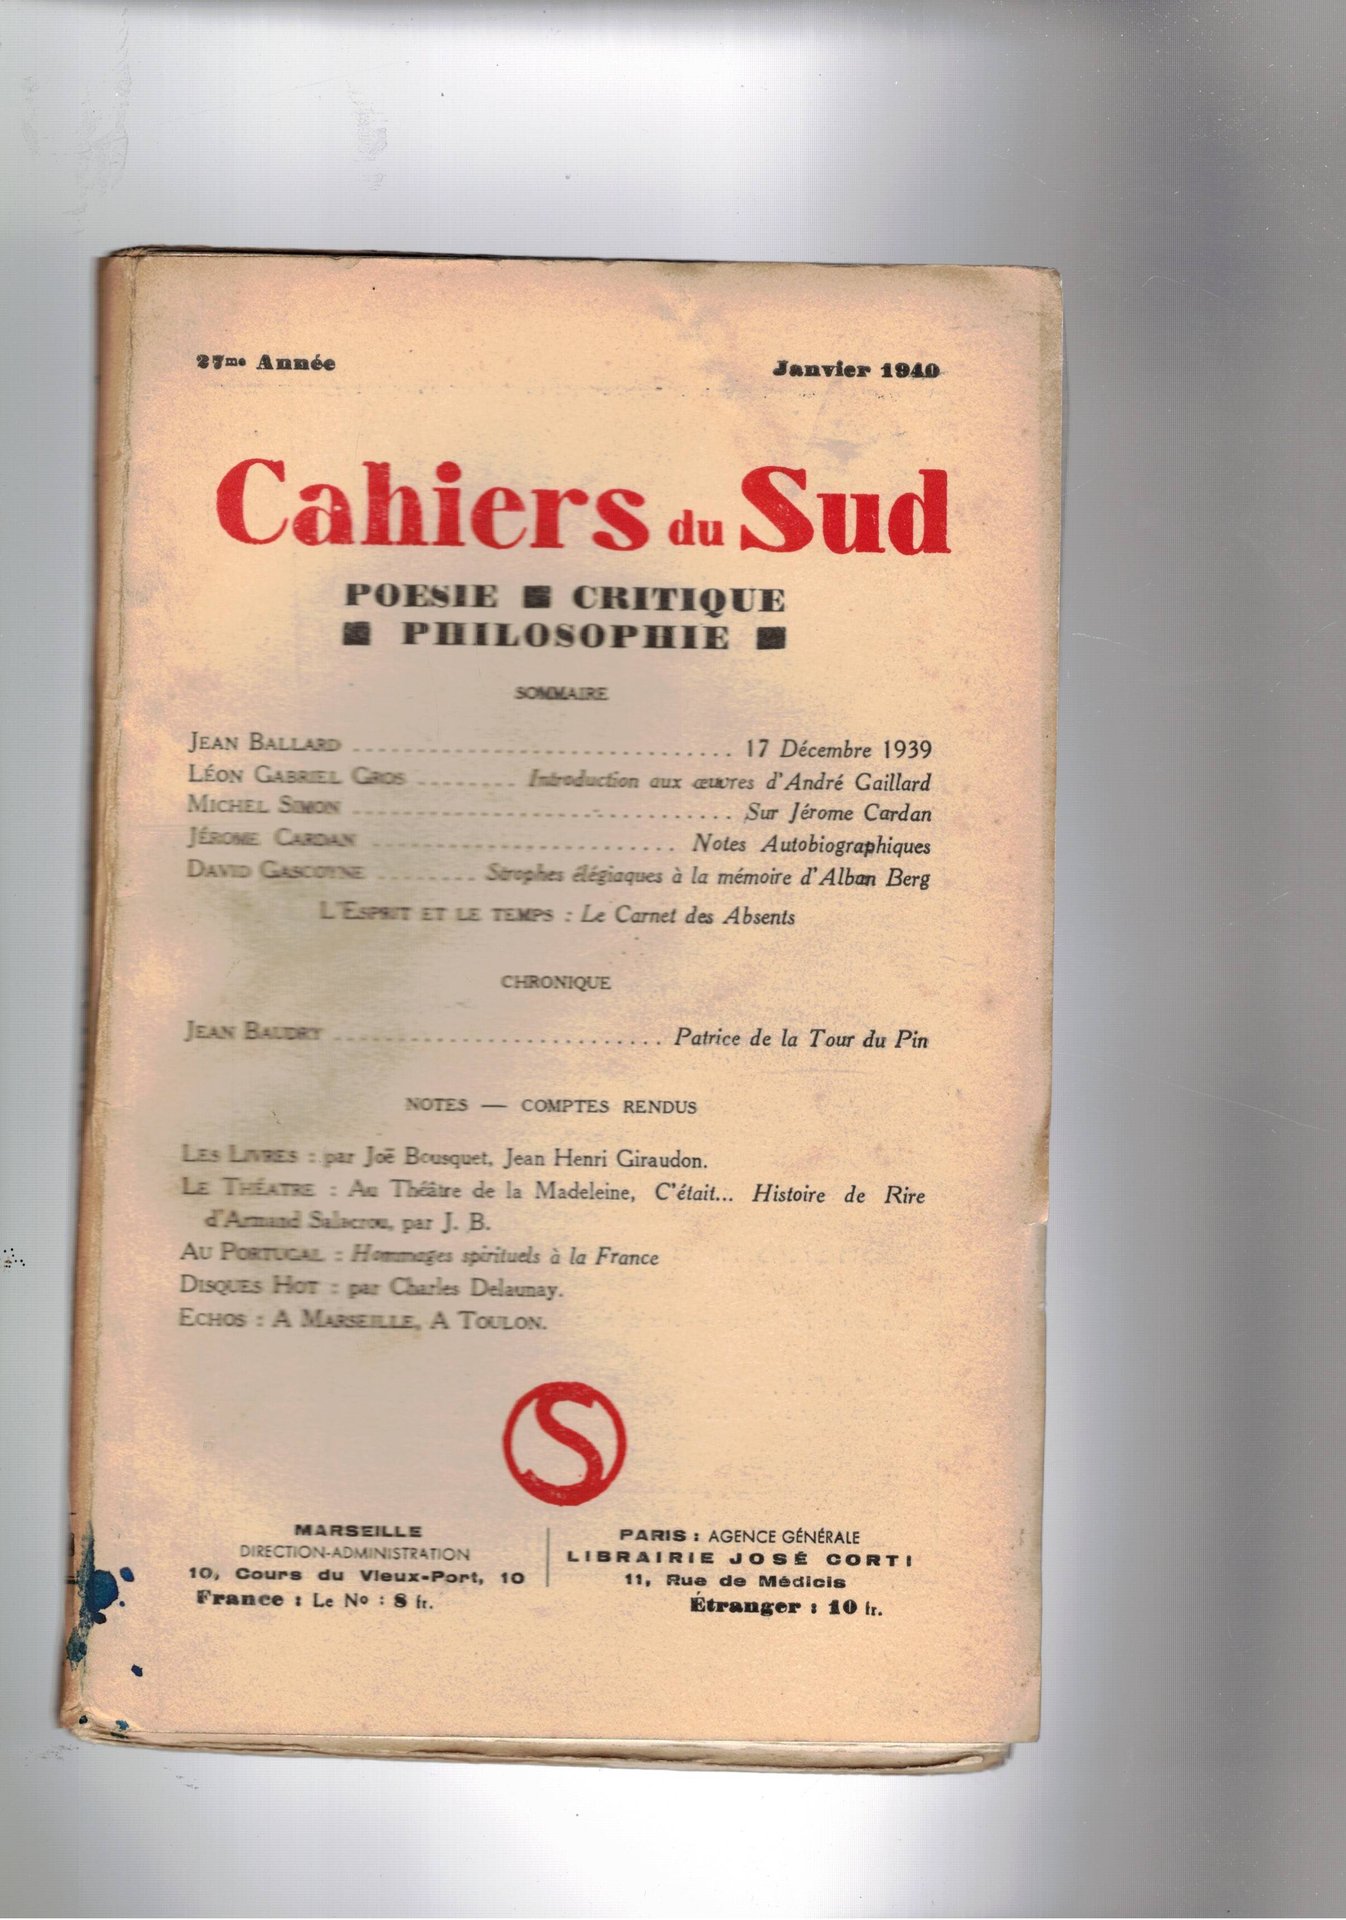 27me Année
Janvier 1940
Cahiers du Sud
POESIE ■ CRITIQUE
■ PHILOSOPHIE ■
SOMMAIRE
JEAN BALLARD .............................. 17 Décembre 1939
LÉON GABRIEL GROS ........ Introduction aux œuvres d'André Gaillard
MICHEL SIMON .............................. Sur Jérome Cardan
JÉROME CARDAN ........................ Notes Autobiographiques
DAVID GASCOYNE ........ Strophes élégiaques à la mémoire d'Alban Berg
L'ESPRIT ET LE TEMPS : Le Carnet des Absents
CHRONIQUE
JEAN BAUDRY .......................... Patrice de la Tour du Pin
NOTES — COMPTES RENDUS
LES LIVRES : par Joë Bousquet, Jean Henri Giraudon.
LE THÉATRE : Au Théâtre de la Madeleine, C'était... Histoire de Rire
d'Armand Salacrou, par J. B.
AU PORTUGAL : Hommages spirituels à la France
DISQUES HOT : par Charles Delaunay.
ECHOS : A MARSEILLE, A TOULON.
S
MARSEILLE
DIRECTION-ADMINISTRATION
10, Cours du Vieux-Port, 10
France : Le No : 8 fr.
PARIS : AGENCE GÉNÉRALE
LIBRAIRIE JOSÉ CORTI
11, Rue de Médicis
Étranger : 10 fr.